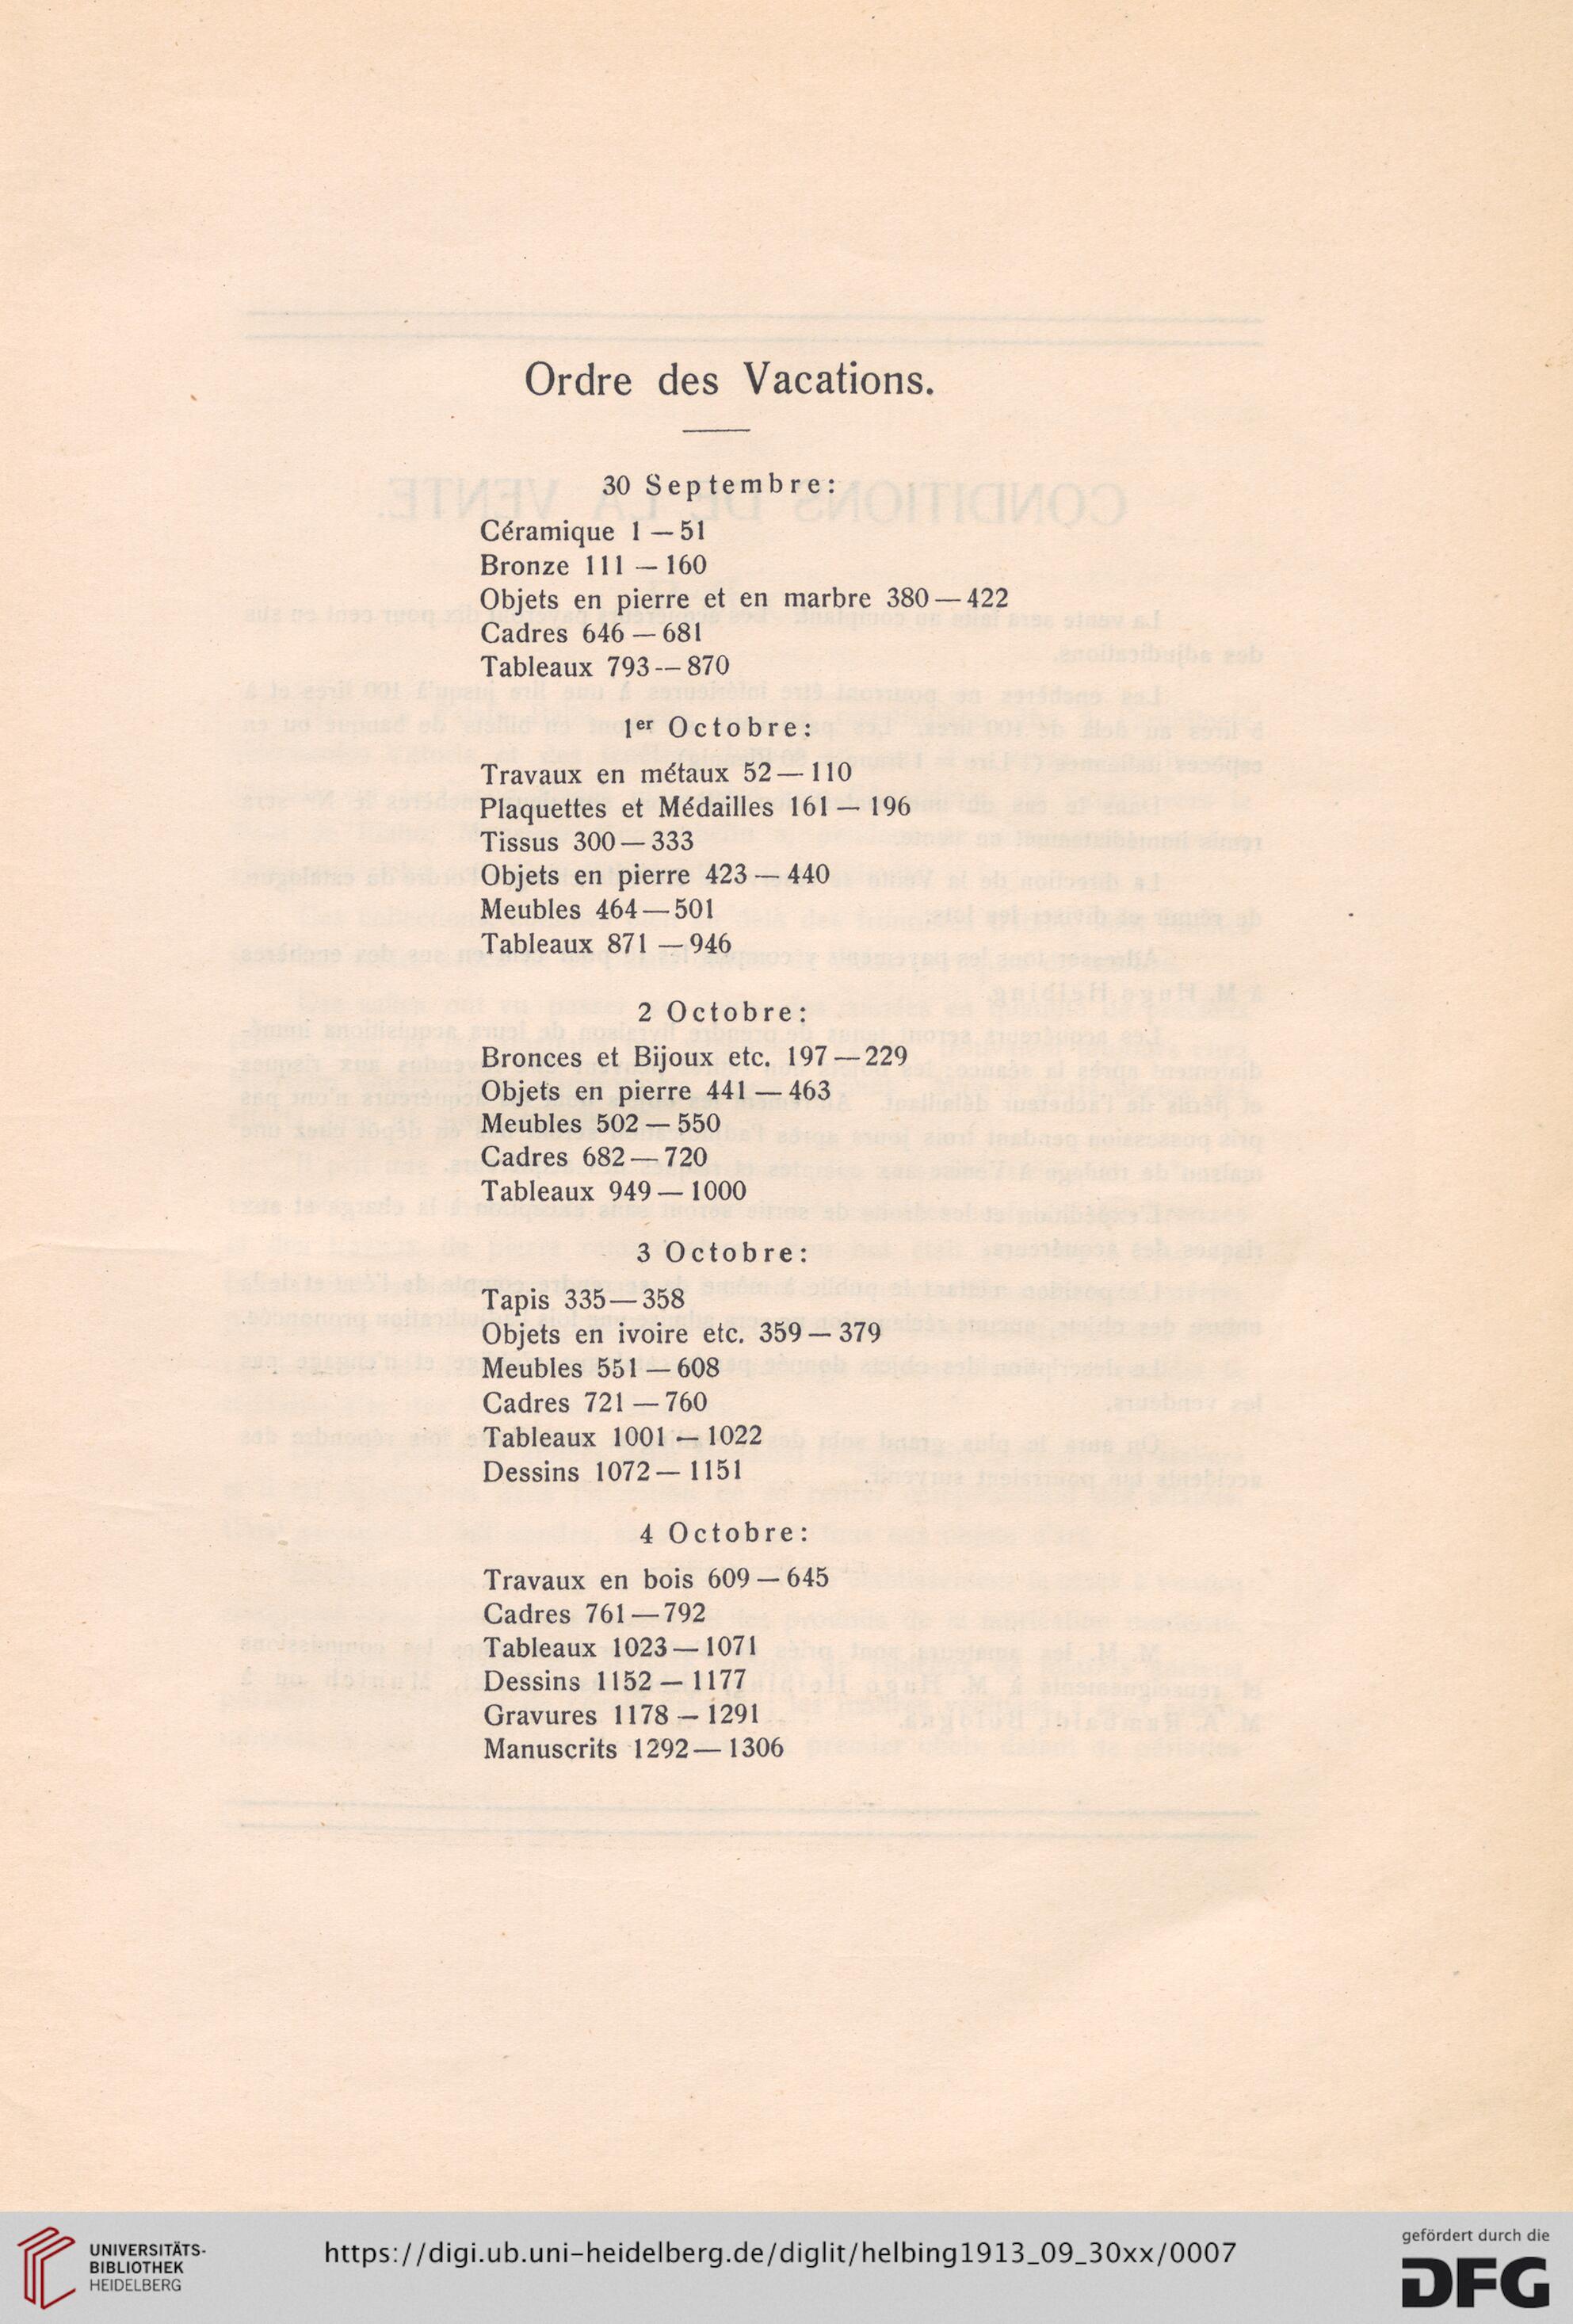 Ordre des Vacations.
30 Septembre:
Céramique 1 — 51
Bronze 111 — 160
Objets en pierre et en marbre 380 — 422
Cadres 646 — 681
Tableaux 793 — 870
1er Octobre:
Travaux en métaux 52 — 110
Plaquettes et Médailles 161 — 196
Tissus 300 — 333
Objets en pierre 423 — 440
Meubles 464 — 501
Tableaux 871 — 946
2 Octobre:
Bronces et Bijoux etc. 197 — 229
Objets en pierre 441 — 463
Meubles 502 — 550
Cadres 682 — 720
Tableaux 949 — 1000
3 Octobre:
Tapis 335 — 358
Objets en ivoire etc. 359 — 379
Meubles 551 — 608
Cadres 721 — 760
Tableaux 1001 — 1022
Dessins 1072 — 1151
4 Octobre:
Travaux en bois 609 — 645
Cadres 761 — 792
Tableaux 1023 — 1071
Dessins 1152 — 1177
Gravures 1178 — 1291
Manuscrits 1292 — 1306
UNIVERSITÄTS-
BIBLIOTHEK
HEIDELBERG
https://digi.ub.uni-heidelberg.de/diglit/helbing1913_09_30xx/0007
gefördert durch die
DFG